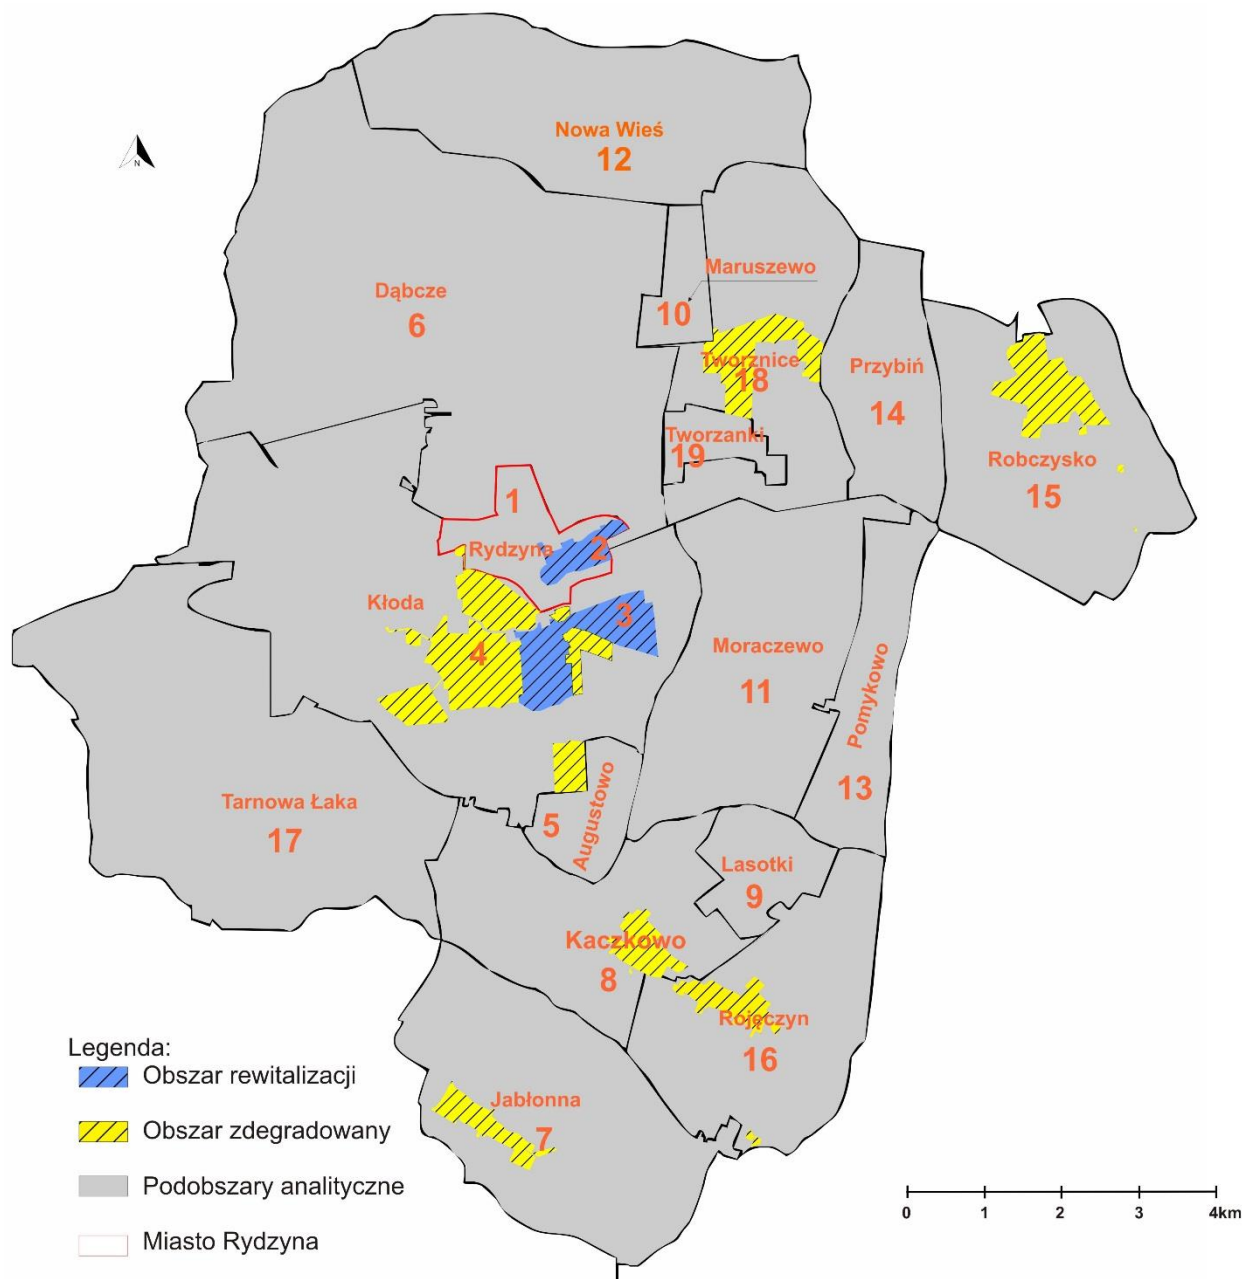 Nowa Wieś
12
N
Maruszewo
Dąbcze
6
10
Tworznice
18
Przybiń
14
Tworzanki
19
Robczysko
15
1
Rydzyna
2
Kłoda
3
4
Moraczewo
11
Pomykowo
13
Tarnowa Łaka
17
5
Augustowo
Lasotki
9
Kaczkowo
8
Rojęczyn
16
Jabłonna
7
Legenda:
Obszar rewitalizacji
Obszar zdegradowany
Podobszary analityczne
Miasto Rydzyna
0 1 2 3 4km